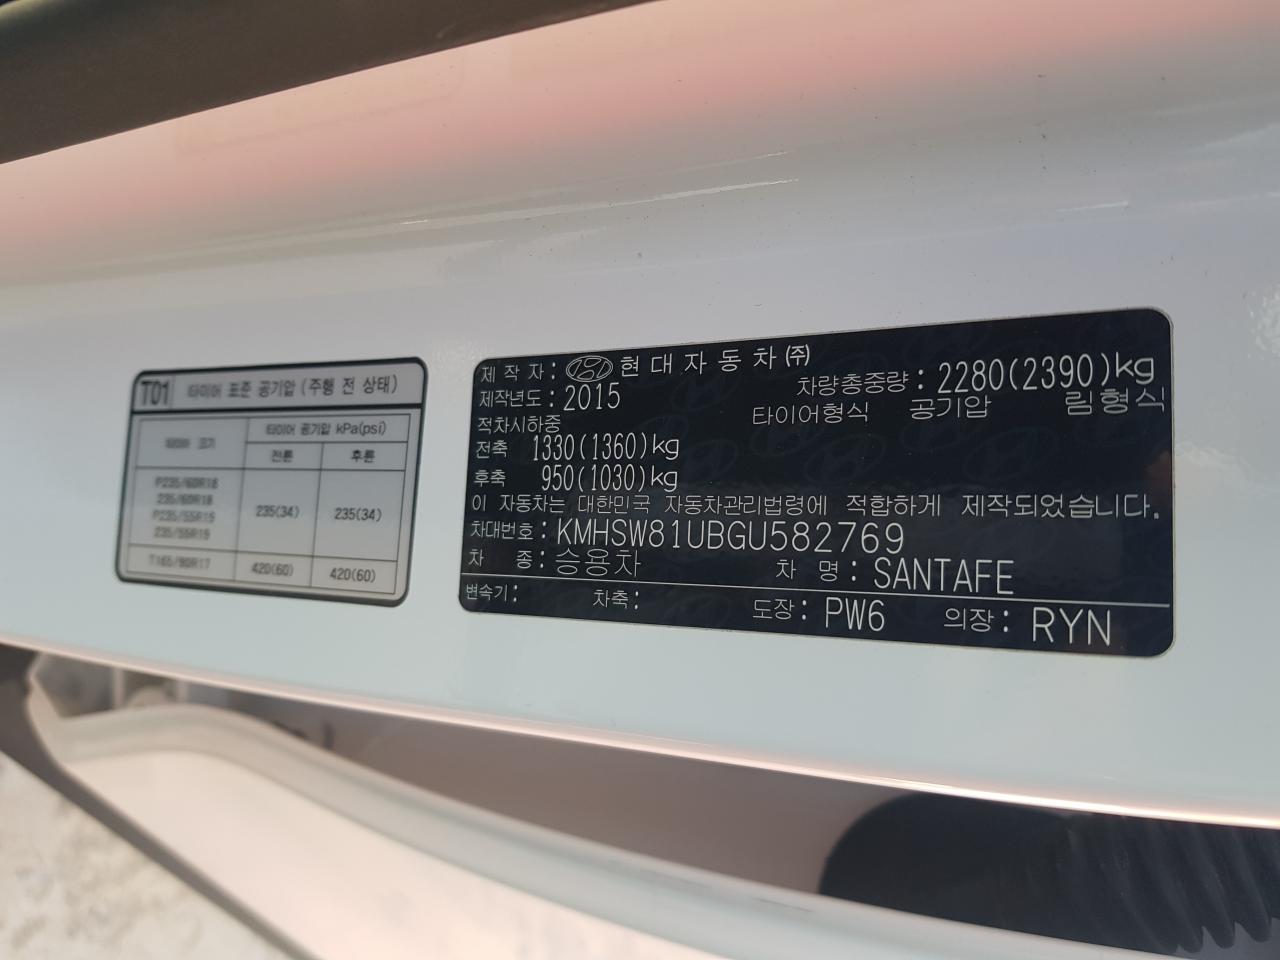 T01 타이어 표준 공기압 (주행 전 상태)
타이어 크기
타이어 공기압 kPa(psi)
전륜 후륜
P235/60R18
235/60R18
P235/55R19
235/55R19
235(34) 235(34)
T165/90R17 420(60) 420(60)
제작자: 현대자동차(주)
제작년도: 2015 차량총중량: 2280(2390)kg
적차시하중 타이어형식 공기압 림형식
전축 1330(1360)kg
후축 950(1030)kg
이 자동차는 대한민국 자동차관리법령에 적합하게 제작되었습니다.
차대번호: KMHSW81UBGU582769
차 종: 승용차 차 명: SANTAFE
변속기: 차축: 도장: PW6 의장: RYN